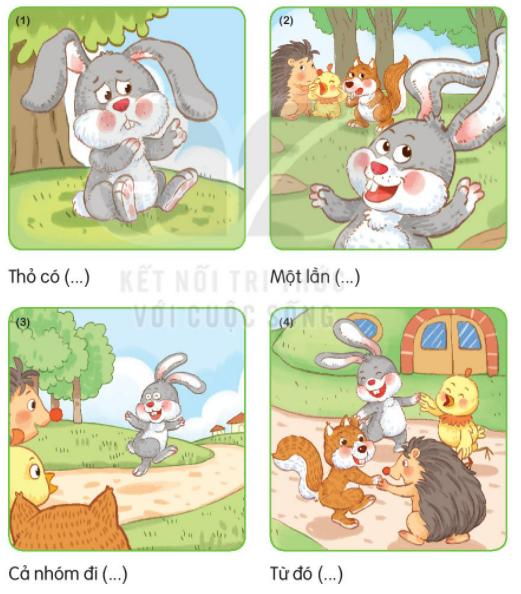 (1)
(2)
Thỏ có (...)
Một lần (...)
KẾT NỐI TRI THỨC
VỚI CUỘC SỐNG
(3)
(4)
Cả nhóm đi (...)
Từ đó (...)